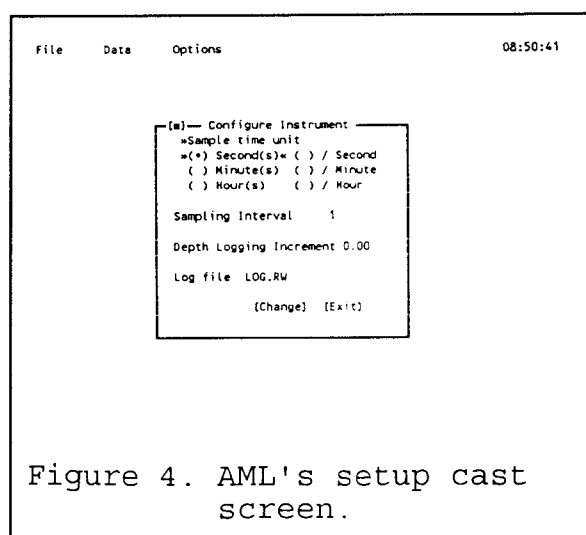 File Data Options 08:50:41
[■] Configure Instrument
»Sample time unit
»(•) Second(s)« ( ) / Second
( ) Minute(s) ( ) / Minute
( ) Hour(s) ( ) / Hour
Sampling Interval 1
Depth Logging Increment 0.00
Log file LOG.RW
[Change] [Exit]
Figure 4. AML's setup cast
screen.